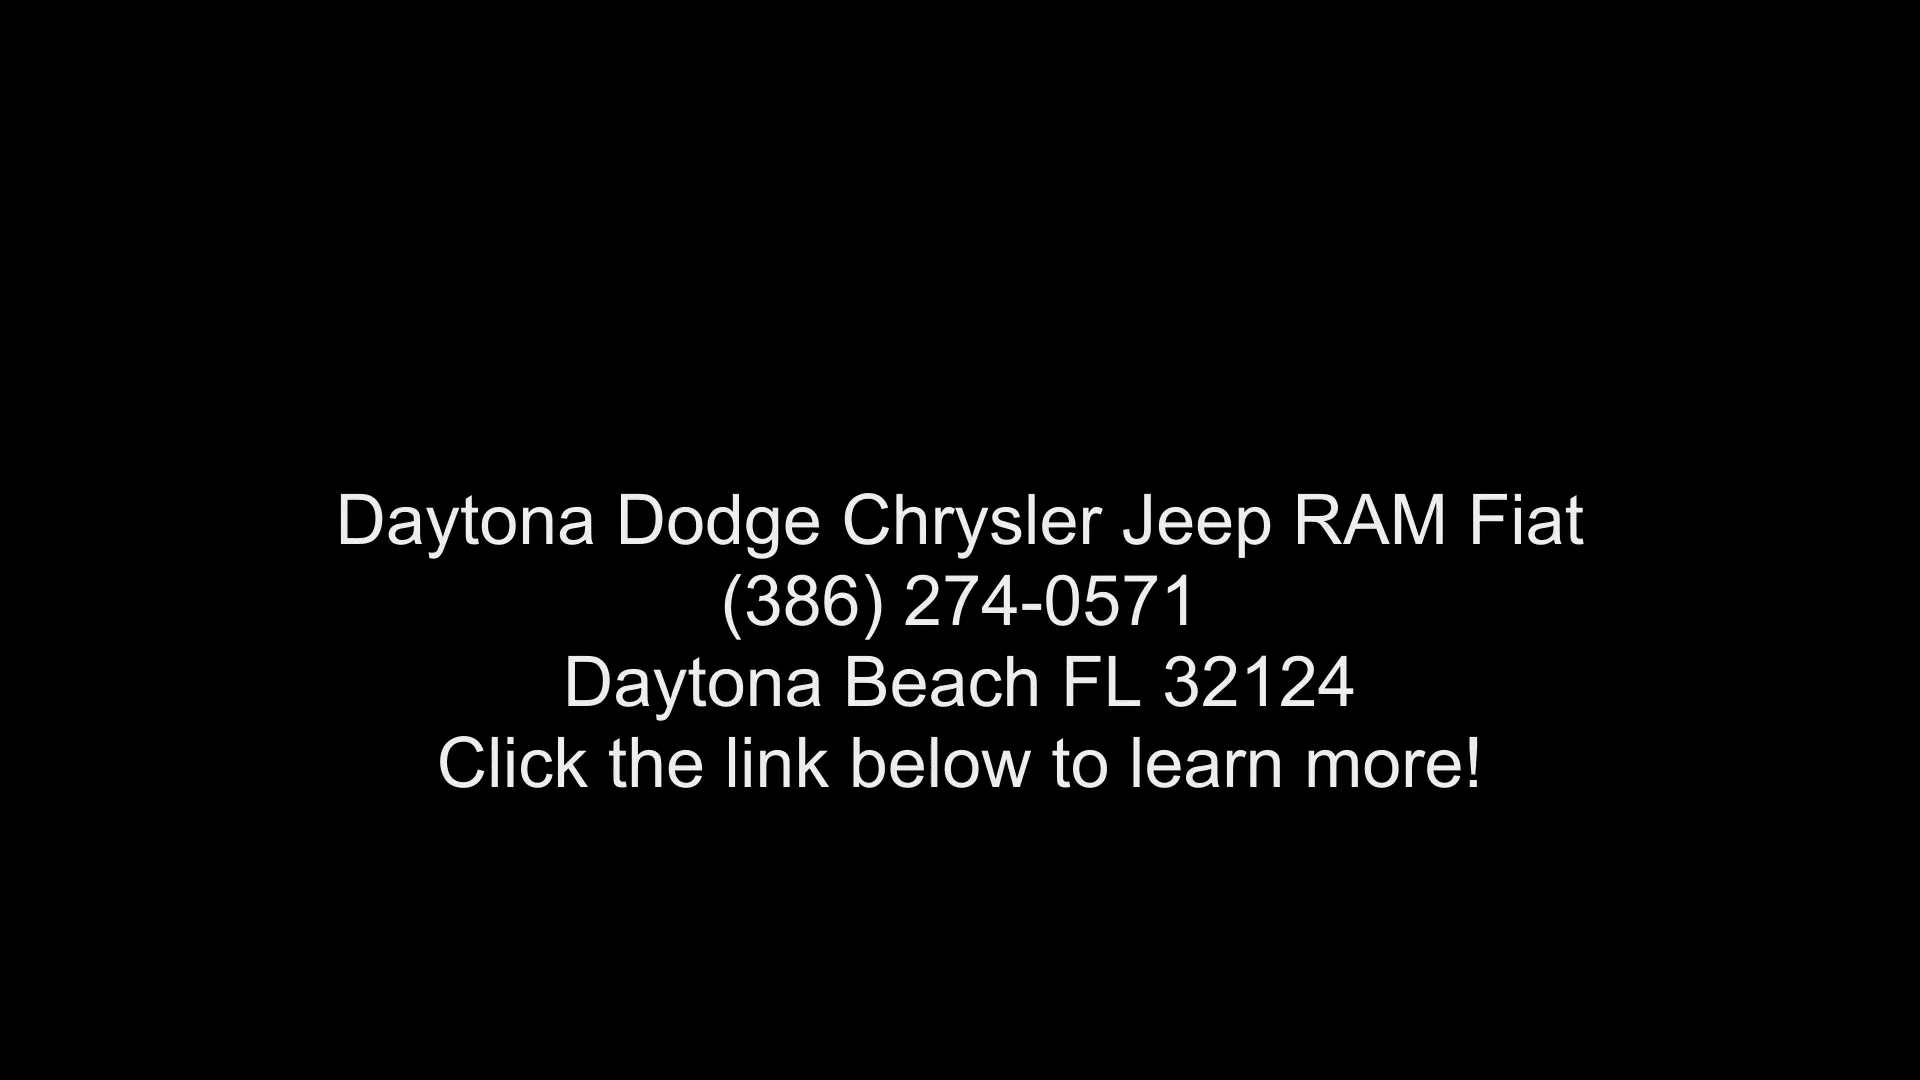 Daytona Dodge Chrysler Jeep RAM Fiat
(386) 274-0571
Daytona Beach FL 32124
Click the link below to learn more!